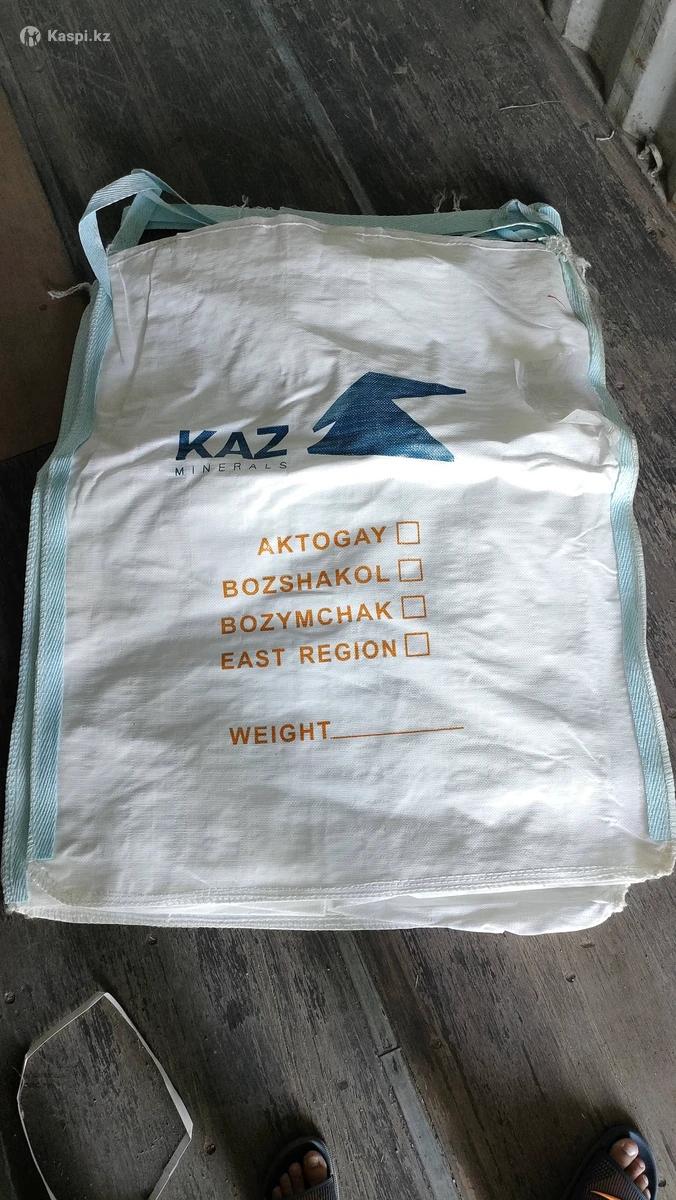 Kaspi.kz
KAZ
MINERALS
AKTOGAY
BOZSHAKOL
BOZYMCHAK
EAST REGION
WEIGHT